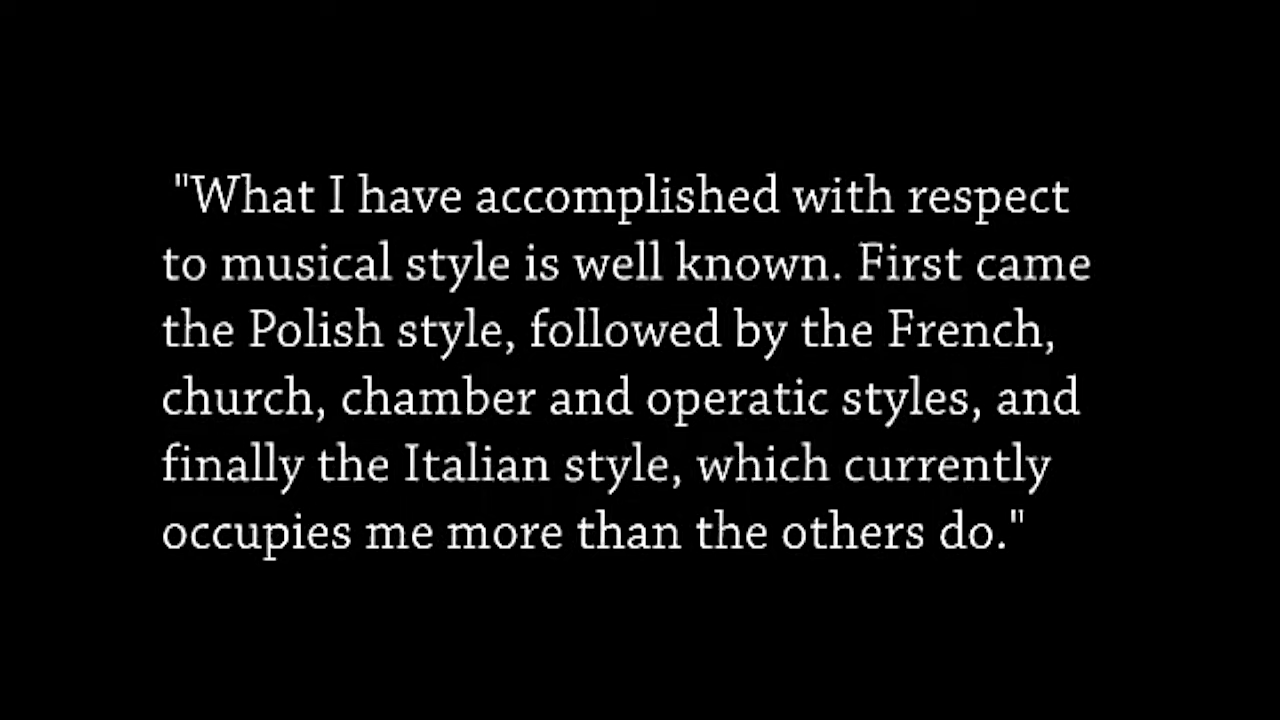 "What I have accomplished with respect
to musical style is well known. First came
the Polish style, followed by the French,
church, chamber and operatic styles, and
finally the Italian style, which currently
occupies me more than the others do."